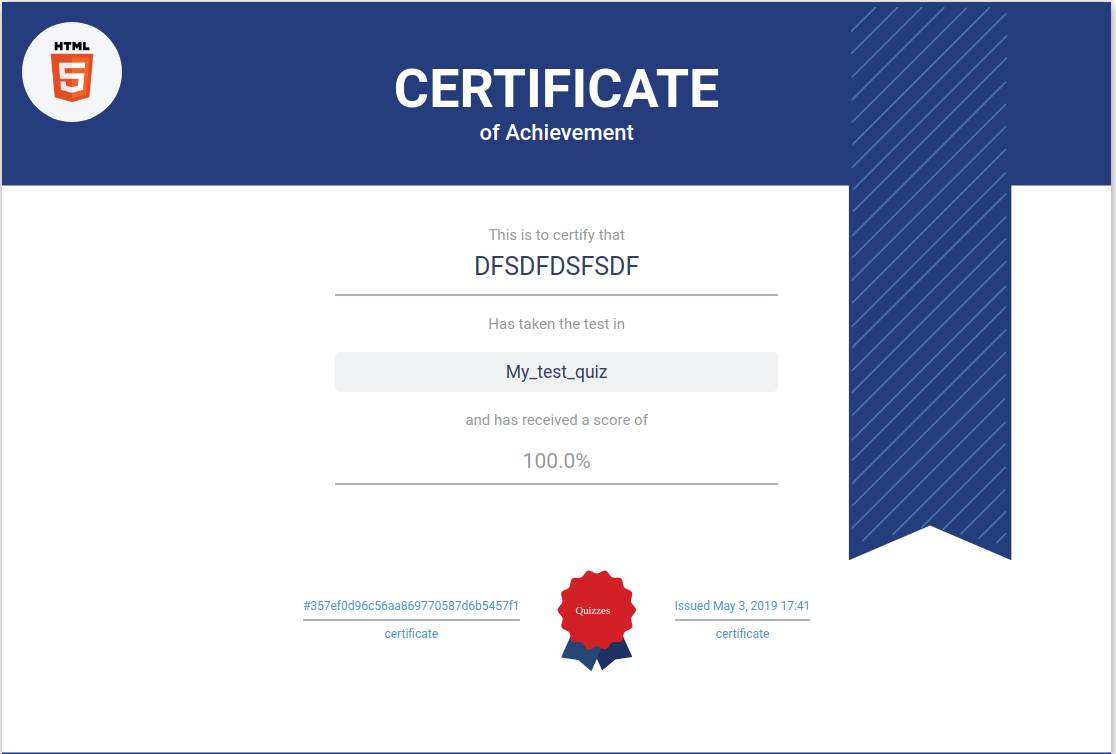 HTML
5
CERTIFICATE
of Achievement
This is to certify that
DFSDFDSFSDF
Has taken the test in
My_test_quiz
and has received a score of
100.0%
#357ef0d96c56aa869770587d6b5457f1
certificate
Quizzes
Issued May 3, 2019 17:41
certificate